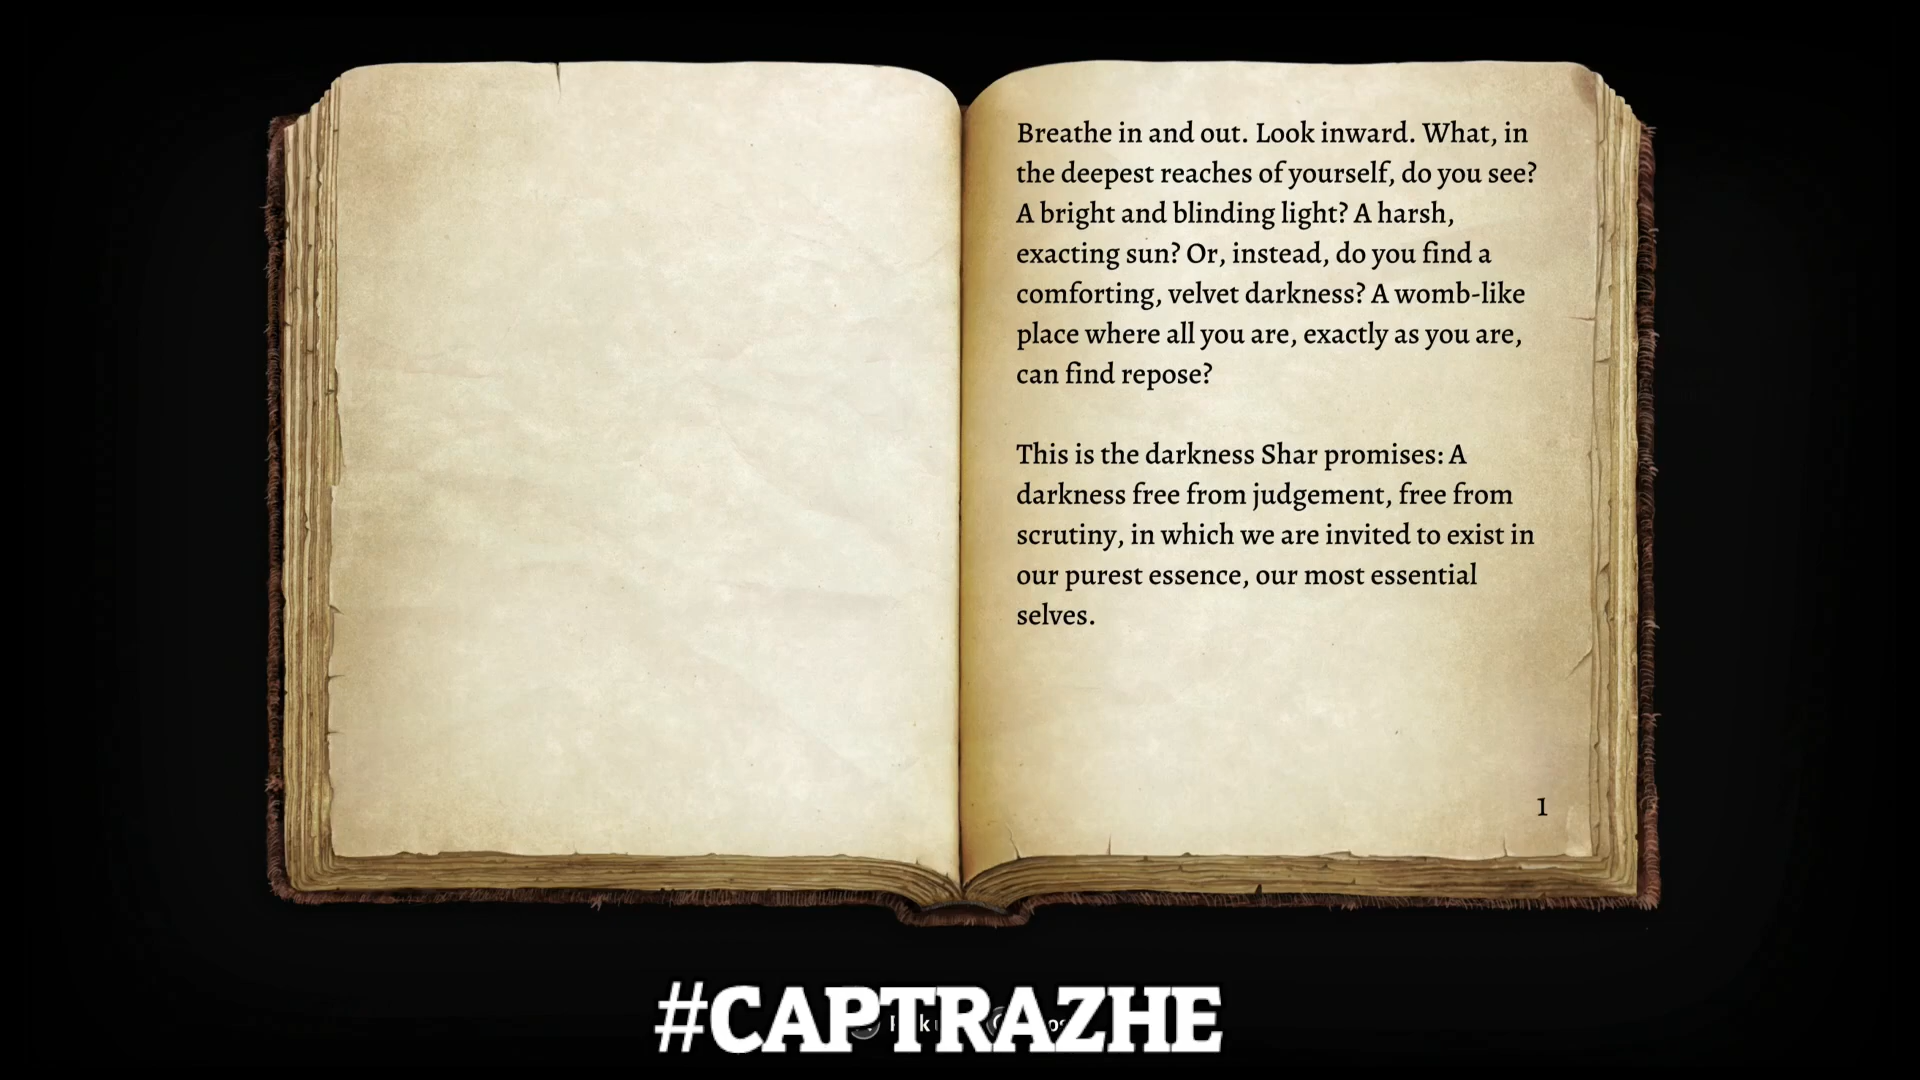 Breathe in and out. Look inward. What, in
the deepest reaches of yourself, do you see?
A bright and blinding light? A harsh,
exacting sun? Or, instead, do you find a
comforting, velvet darkness? A womb-like
place where all you are, exactly as you are,
can find repose?
This is the darkness Shar promises: A
darkness free from judgement, free from
scrutiny, in which we are invited to exist in
our purest essence, our most essential
selves.
1
#CAPTRAZHE